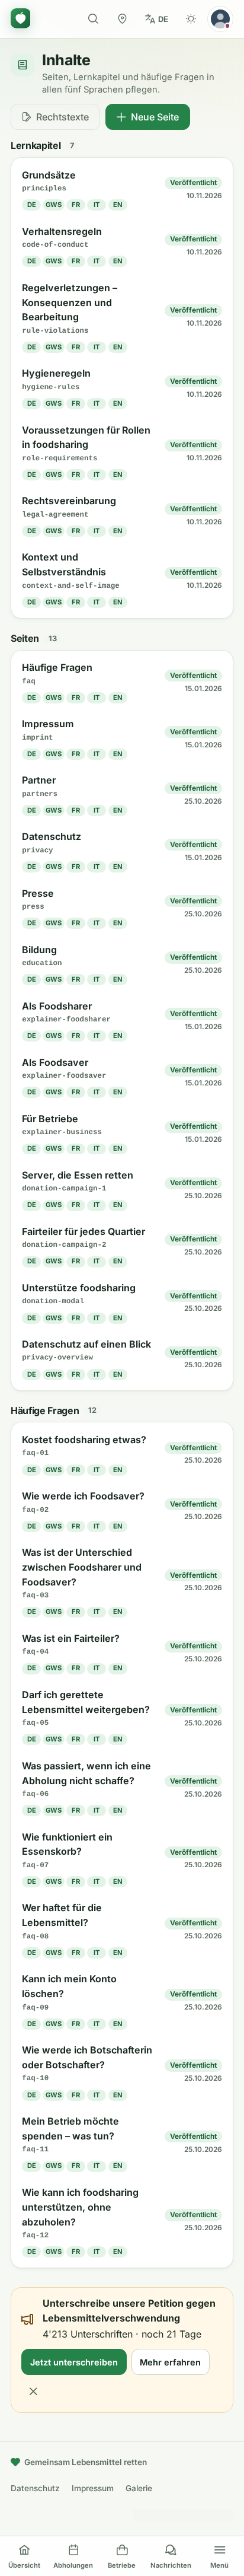 DE
Inhalte
Seiten, Lernkapitel und häufige Fragen in
allen fünf Sprachen pflegen.
Rechtstexte
Neue Seite
Lernkapitel 7
Grundsätze
Veröffentlicht
principles
10.11.2026
DE GWS FR IT EN
Verhaltensregeln
Veröffentlicht
code-of-conduct
10.11.2026
DE GWS FR IT EN
Regelverletzungen –
Konsequenzen und
Bearbeitung
Veröffentlicht
rule-violations
10.11.2026
DE GWS FR IT EN
Hygieneregeln
Veröffentlicht
hygiene-rules
10.11.2026
DE GWS FR IT EN
Voraussetzungen für Rollen
in foodsharing
Veröffentlicht
role-requirements
10.11.2026
DE GWS FR IT EN
Rechtsvereinbarung
Veröffentlicht
legal-agreement
10.11.2026
DE GWS FR IT EN
Kontext und
Selbstverständnis
Veröffentlicht
context-and-self-image
10.11.2026
DE GWS FR IT EN
Seiten 13
Häufige Fragen
Veröffentlicht
faq
15.01.2026
DE GWS FR IT EN
Impressum
Veröffentlicht
imprint
15.01.2026
DE GWS FR IT EN
Partner
Veröffentlicht
partners
25.10.2026
DE GWS FR IT EN
Datenschutz
Veröffentlicht
privacy
15.01.2026
DE GWS FR IT EN
Presse
Veröffentlicht
press
25.10.2026
DE GWS FR IT EN
Bildung
Veröffentlicht
education
25.10.2026
DE GWS FR IT EN
Als Foodsharer
Veröffentlicht
explainer-foodsharer
15.01.2026
DE GWS FR IT EN
Als Foodsaver
Veröffentlicht
explainer-foodsaver
15.01.2026
DE GWS FR IT EN
Für Betriebe
Veröffentlicht
explainer-business
15.01.2026
DE GWS FR IT EN
Server, die Essen retten
Veröffentlicht
donation-campaign-1
25.10.2026
DE GWS FR IT EN
Fairteiler für jedes Quartier
Veröffentlicht
donation-campaign-2
25.10.2026
DE GWS FR IT EN
Unterstütze foodsharing
Veröffentlicht
donation-modal
25.10.2026
DE GWS FR IT EN
Datenschutz auf einen Blick
Veröffentlicht
privacy-overview
25.10.2026
DE GWS FR IT EN
Häufige Fragen 12
Kostet foodsharing etwas?
Veröffentlicht
faq-01
25.10.2026
DE GWS FR IT EN
Wie werde ich Foodsaver?
Veröffentlicht
faq-02
25.10.2026
DE GWS FR IT EN
Was ist der Unterschied
zwischen Foodsharer und
Foodsaver?
Veröffentlicht
faq-03
25.10.2026
DE GWS FR IT EN
Was ist ein Fairteiler?
Veröffentlicht
faq-04
25.10.2026
DE GWS FR IT EN
Darf ich gerettete
Lebensmittel weitergeben?
Veröffentlicht
faq-05
25.10.2026
DE GWS FR IT EN
Was passiert, wenn ich eine
Abholung nicht schaffe?
Veröffentlicht
faq-06
25.10.2026
DE GWS FR IT EN
Wie funktioniert ein
Essenskorb?
Veröffentlicht
faq-07
25.10.2026
DE GWS FR IT EN
Wer haftet für die
Lebensmittel?
Veröffentlicht
faq-08
25.10.2026
DE GWS FR IT EN
Kann ich mein Konto
löschen?
Veröffentlicht
faq-09
25.10.2026
DE GWS FR IT EN
Wie werde ich Botschafterin
oder Botschafter?
Veröffentlicht
faq-10
25.10.2026
DE GWS FR IT EN
Mein Betrieb möchte
spenden – was tun?
Veröffentlicht
faq-11
25.10.2026
DE GWS FR IT EN
Wie kann ich foodsharing
unterstützen, ohne
abzuholen?
Veröffentlicht
faq-12
25.10.2026
DE GWS FR IT EN
Unterschreibe unsere Petition gegen
Lebensmittelverschwendung
4'213 Unterschriften · noch 21 Tage
Jetzt unterschreiben
Mehr erfahren
Gemeinsam Lebensmittel retten
Datenschutz Impressum Galerie
Übersicht Abholungen Betriebe Nachrichten Menü